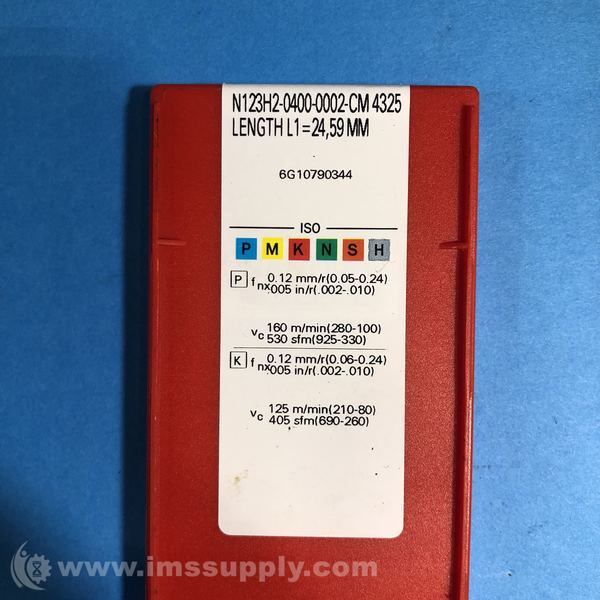 N123H2-0400-0002-CM 4325
LENGTH L1=24,59 MM
6G10790344
ISO
P M K N S H
P fnx 0.12 mm/r(0.05-0.24)
.005 in/r(.002-.010)
vc 160 m/min(280-100)
530 sfm(925-330)
K fnx 0.12 mm/r(0.06-0.24)
.005 in/r(.002-.010)
vc 125 m/min(210-80)
405 sfm(690-260)
www.imssupply.com